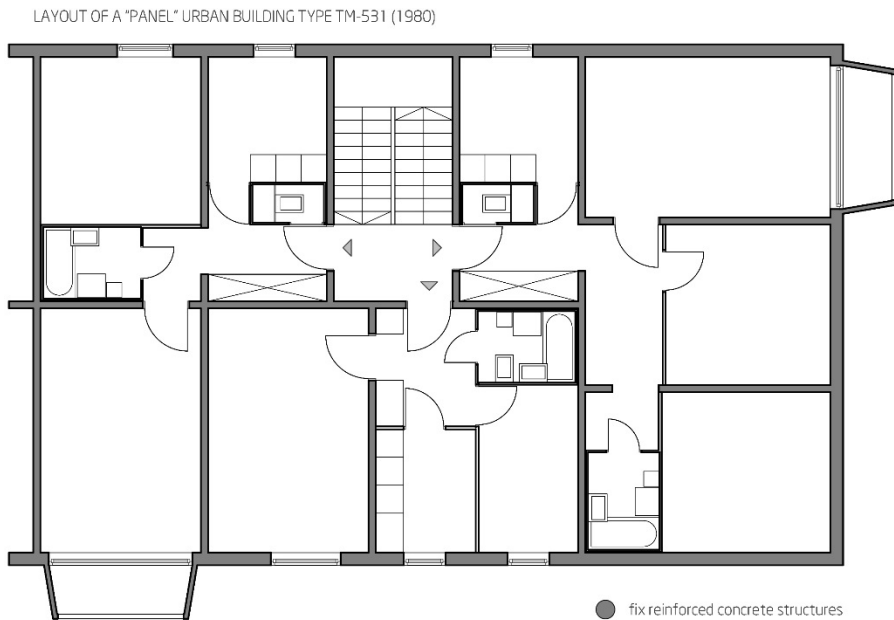 LAYOUT OF A "PANEL" URBAN BUILDING TYPE TM-531 (1980)
fix reinforced concrete structures